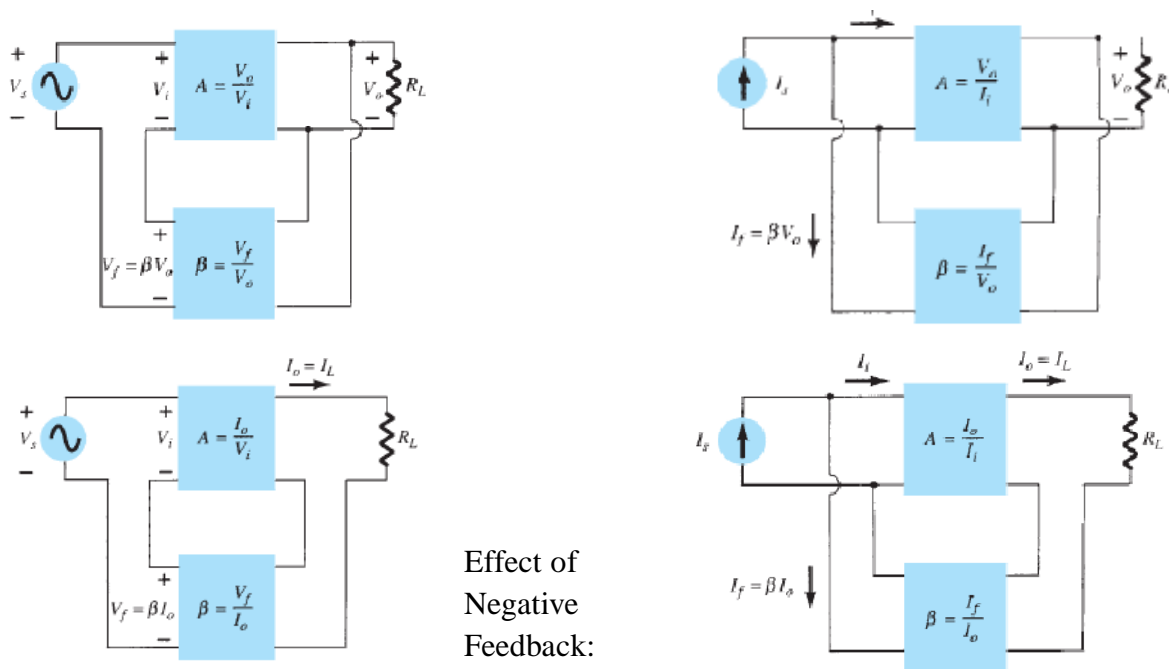 + + +
V_s V_i A = V_o/V_i V_o R_L
− − −
+
V_f = βV_o β = V_f/V_o
−
I_s A = V_o/I_i V_o
+
−
I_f = βV_o β = I_f/V_o
I_o = I_L
+ +
V_s V_i A = I_o/V_i R_L
− −
+
V_f = βI_o β = V_f/I_o
−
Effect of
Negative
Feedback:
I_i I_o = I_L
I_s A = I_o/I_i R_L
I_f = βI_o β = I_f/I_o